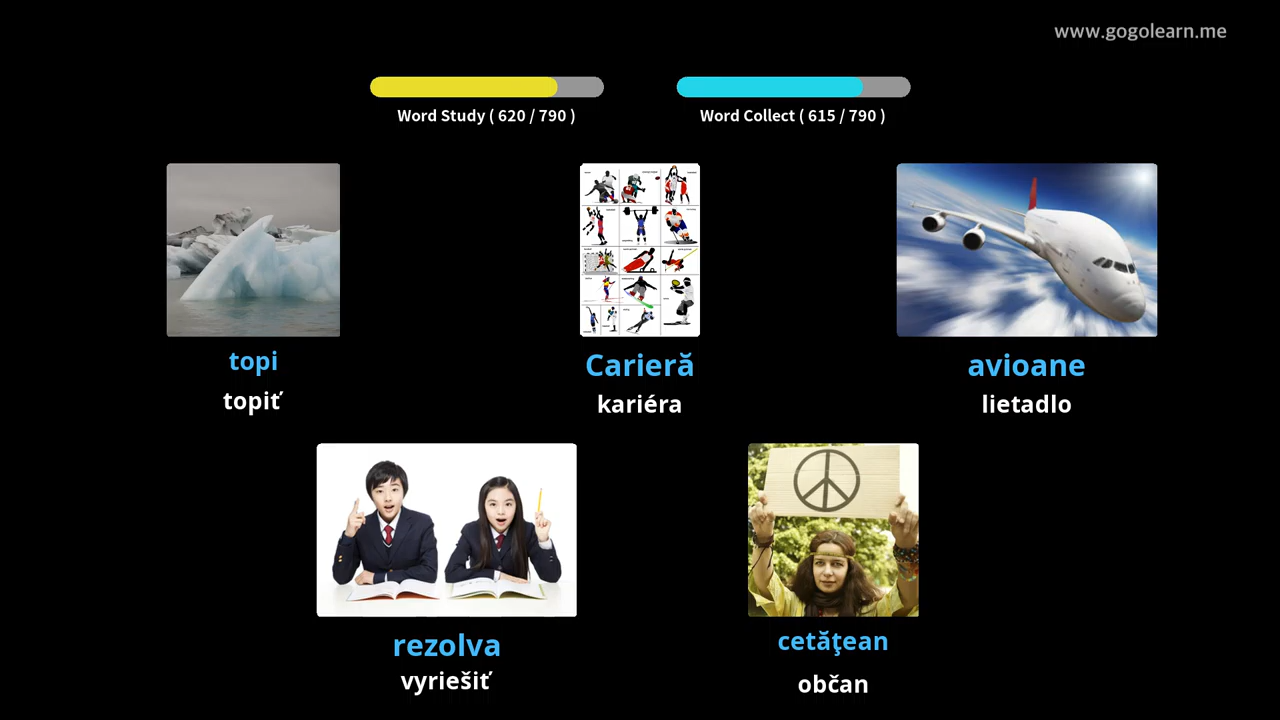 www.gogolearn.me
Word Study ( 620 / 790 )
Word Collect ( 615 / 790 )
topi
topiť
Carieră
kariéra
avioane
lietadlo
rezolva
vyriešiť
cetăţean
občan